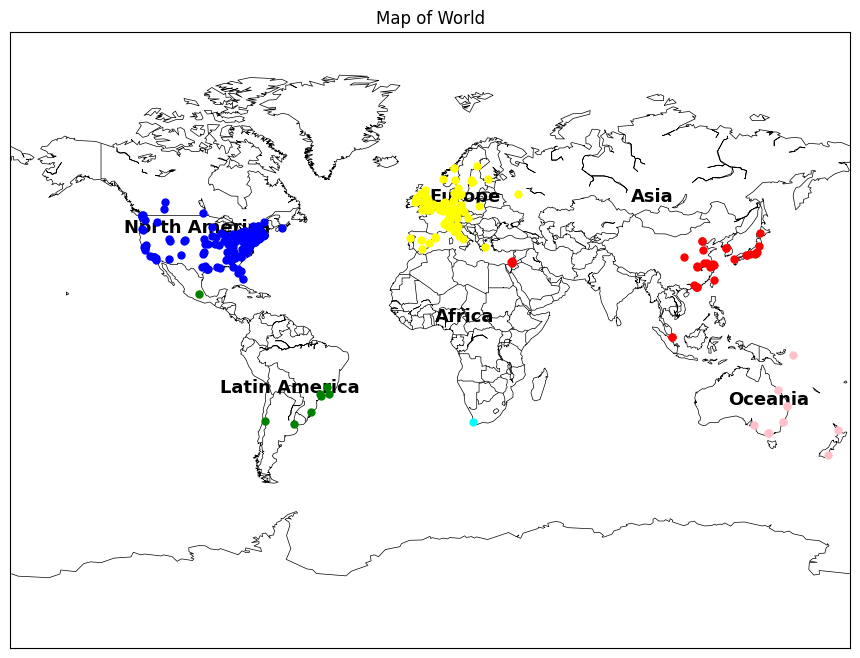 Map of World
Europe
Asia
North America
Africa
Latin America
Oceania